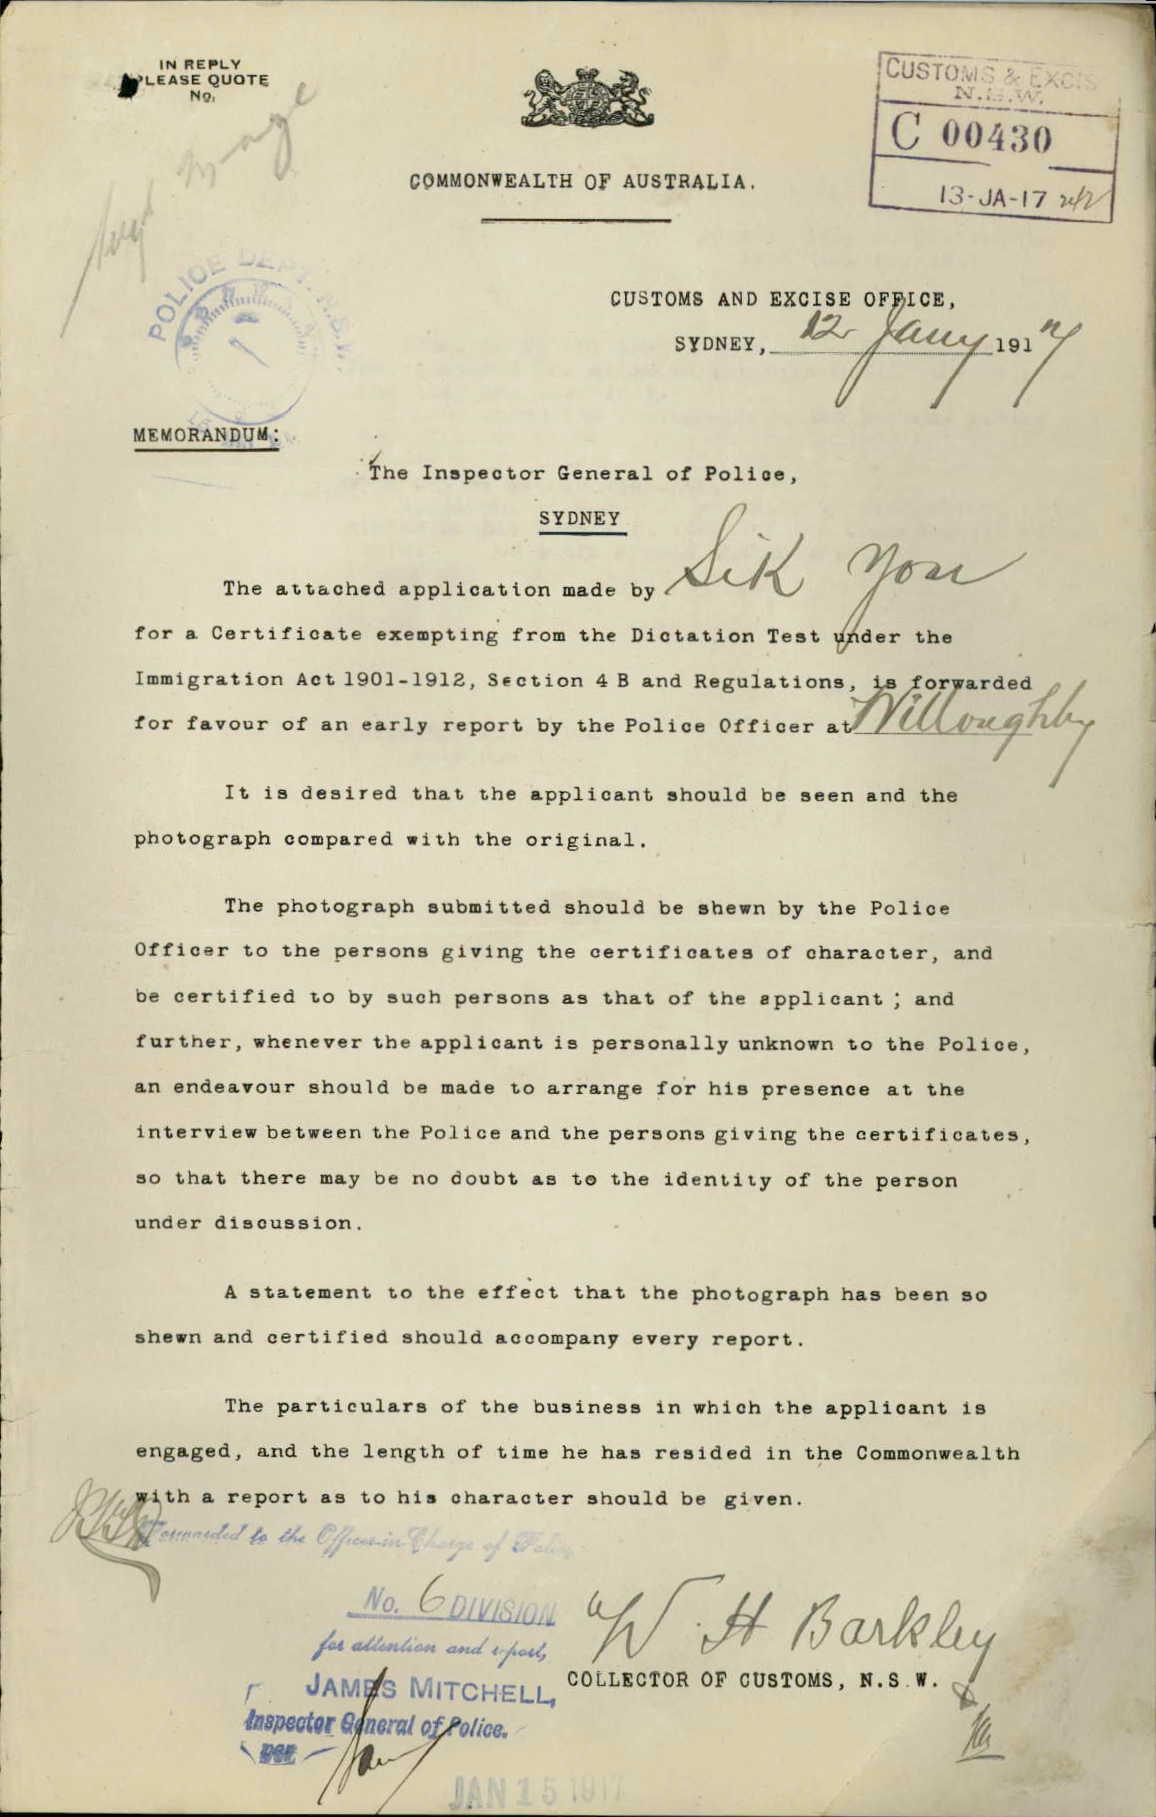 IN REPLY
PLEASE QUOTE
No.
CUSTOMS & EXCISE
N.S.W.
C 00430
13-JA-17
COMMONWEALTH OF AUSTRALIA.
POLICE DEPT. N.S.W.
CUSTOMS AND EXCISE OFFICE,
SYDNEY, 12 Jany 1917
MEMORANDUM:
The Inspector General of Police,
SYDNEY
The attached application made by Sik Yow
for a Certificate exempting from the Dictation Test under the
Immigration Act 1901-1912, Section 4 B and Regulations, is forwarded
for favour of an early report by the Police Officer at Willoughby
It is desired that the applicant should be seen and the
photograph compared with the original.
The photograph submitted should be shewn by the Police
Officer to the persons giving the certificates of character, and
be certified to by such persons as that of the applicant ; and
further, whenever the applicant is personally unknown to the Police,
an endeavour should be made to arrange for his presence at the
interview between the Police and the persons giving the certificates,
so that there may be no doubt as to the identity of the person
under discussion.
A statement to the effect that the photograph has been so
shewn and certified should accompany every report.
The particulars of the business in which the applicant is
engaged, and the length of time he has resided in the Commonwealth
with a report as to his character should be given.
Forwarded to the Officer-in-Charge of Police
No. 6 DIVISION
for attention and report,
W. H Barkley
COLLECTOR OF CUSTOMS, N.S.W.
JAMES MITCHELL,
Inspector General of Police.
per
JAN 15 1917